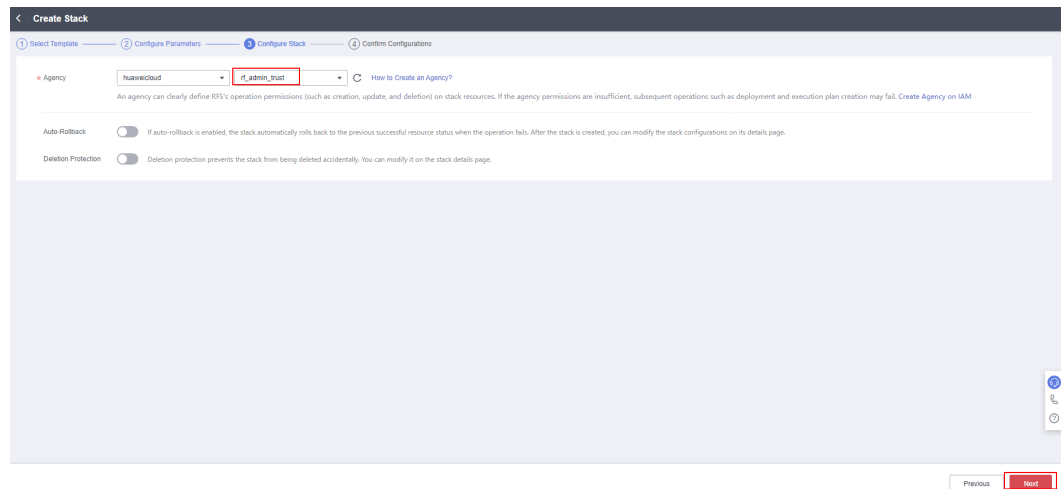 Create Stack
1 Select Template 2 Configure Parameters 3 Configure Stack 4 Confirm Configurations
* Agency huaweicloud rf_admin_trust How to Create an Agency?
An agency can clearly define RFS's operation permissions (such as creation, update, and deletion) on stack resources. If the agency permissions are insufficient, subsequent operations such as deployment and execution plan creation may fail. Create Agency on IAM
Auto-Rollback If auto-rollback is enabled, the stack automatically rolls back to the previous successful resource status when the operation fails. After the stack is created, you can modify the stack configurations on its details page.
Deletion Protection Deletion protection prevents the stack from being deleted accidentally. You can modify it on the stack details page.
Previous Next